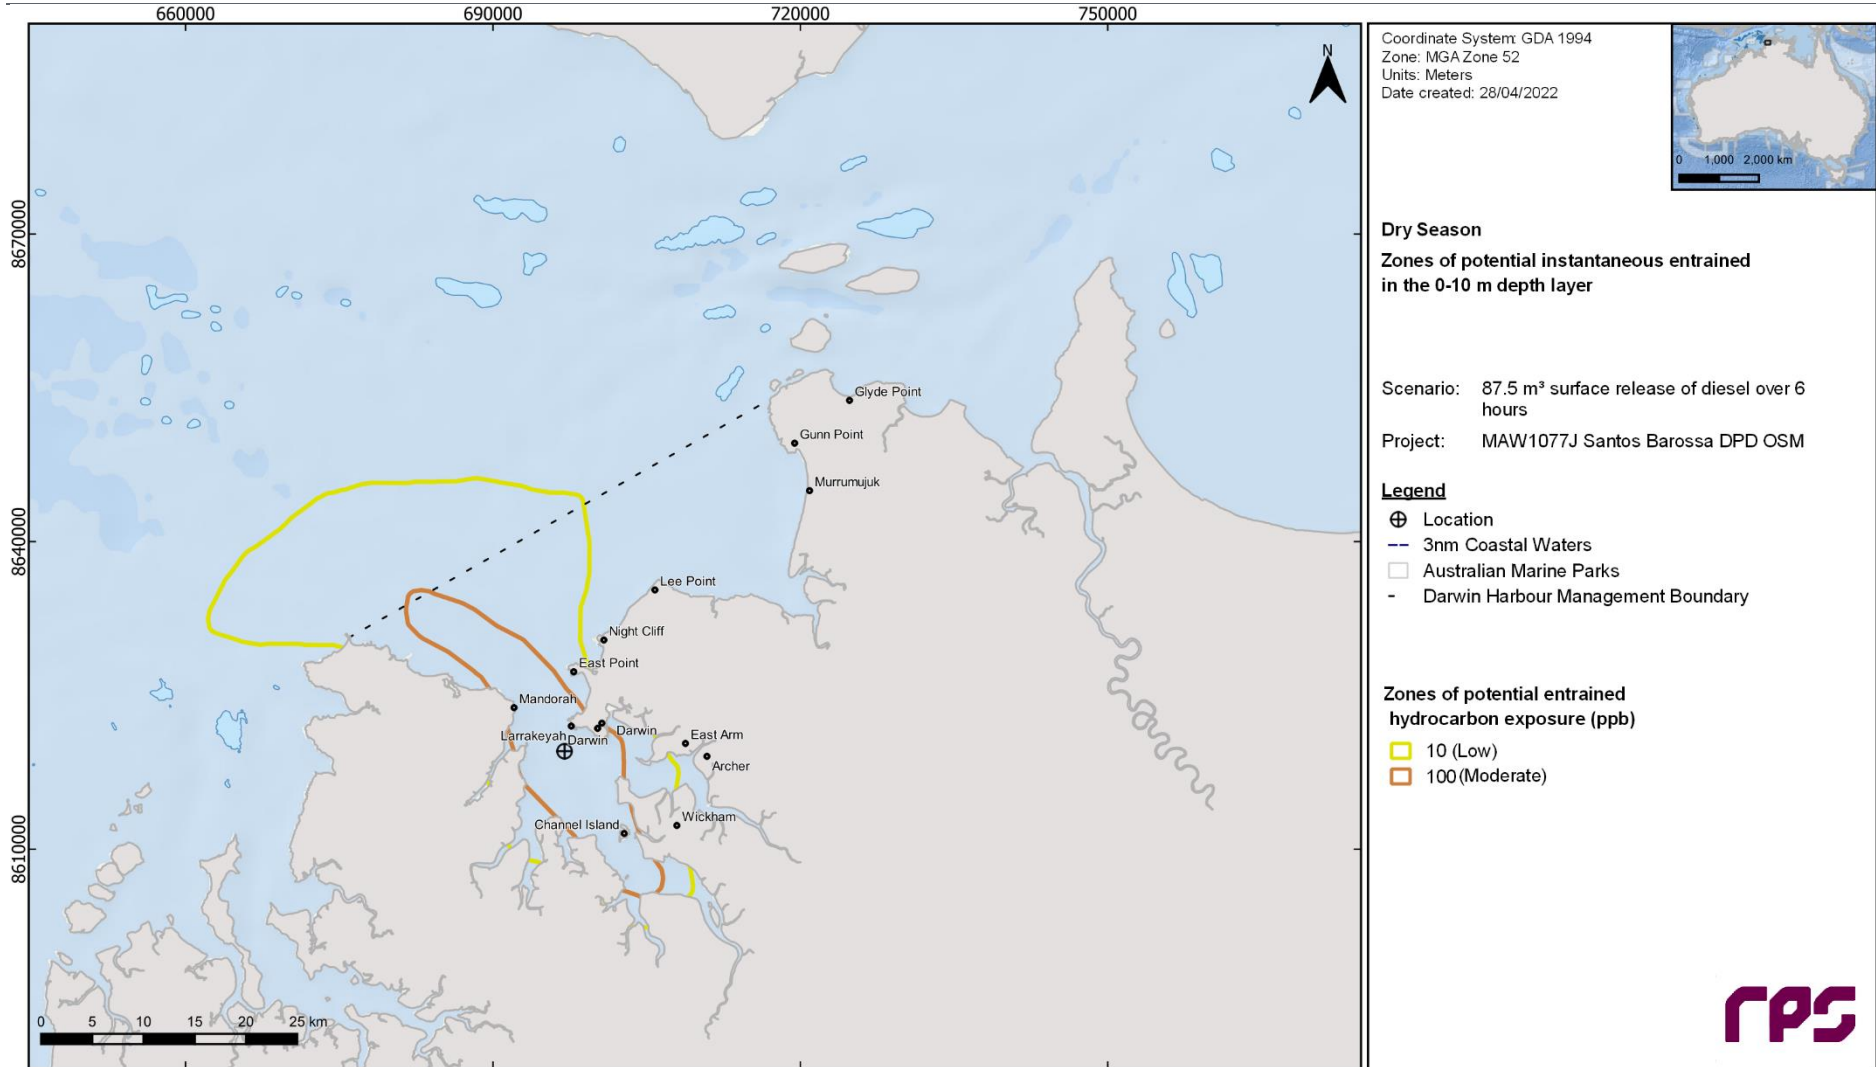 660000
690000
720000
750000
8670000
8640000
8610000
N
Glyde Point
Gunn Point
Murrumujuk
Lee Point
Night Cliff
East Point
Mandorah
Larrakeyah
Darwin
Darwin
East Arm
Archer
Channel Island
Wickham
0 5 10 15 20 25 km
Coordinate System: GDA 1994
Zone: MGA Zone 52
Units: Meters
Date created: 28/04/2022
0 1,000 2,000 km
Dry Season
Zones of potential instantaneous entrained
in the 0-10 m depth layer
Scenario: 87.5 m³ surface release of diesel over 6
hours
Project: MAW1077J Santos Barossa DPD OSM
Legend
Location
3nm Coastal Waters
Australian Marine Parks
Darwin Harbour Management Boundary
Zones of potential entrained
hydrocarbon exposure (ppb)
10 (Low)
100 (Moderate)
rps